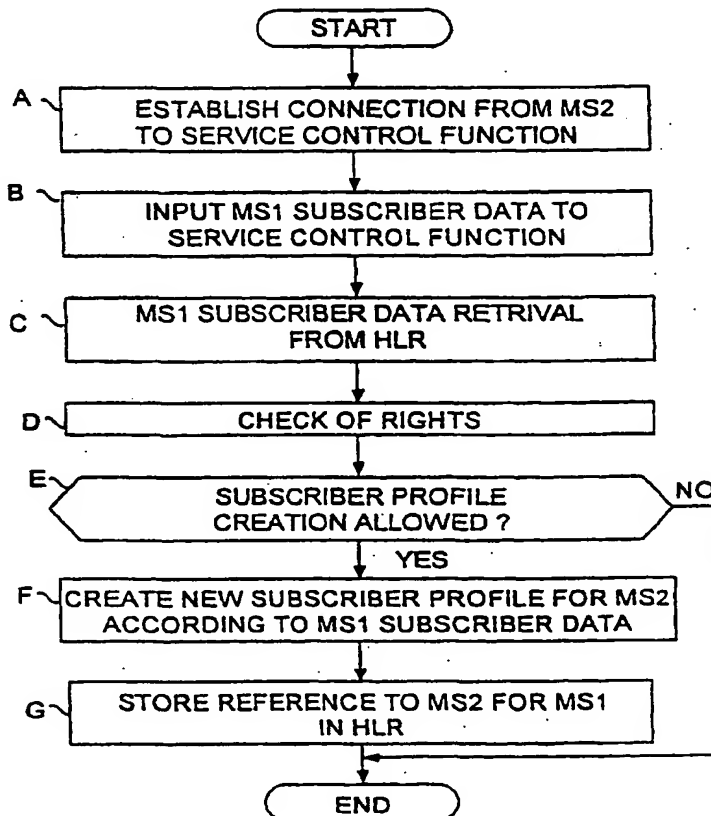 START
A
ESTABLISH CONNECTION FROM MS2
TO SERVICE CONTROL FUNCTION
B
INPUT MS1 SUBSCRIBER DATA TO
SERVICE CONTROL FUNCTION
C
MS1 SUBSCRIBER DATA RETRIVAL
FROM HLR
D
CHECK OF RIGHTS
E
SUBSCRIBER PROFILE
CREATION ALLOWED ?
NO
YES
F
CREATE NEW SUBSCRIBER PROFILE FOR MS2
ACCORDING TO MS1 SUBSCRIBER DATA
G
STORE REFERENCE TO MS2 FOR MS1
IN HLR
END